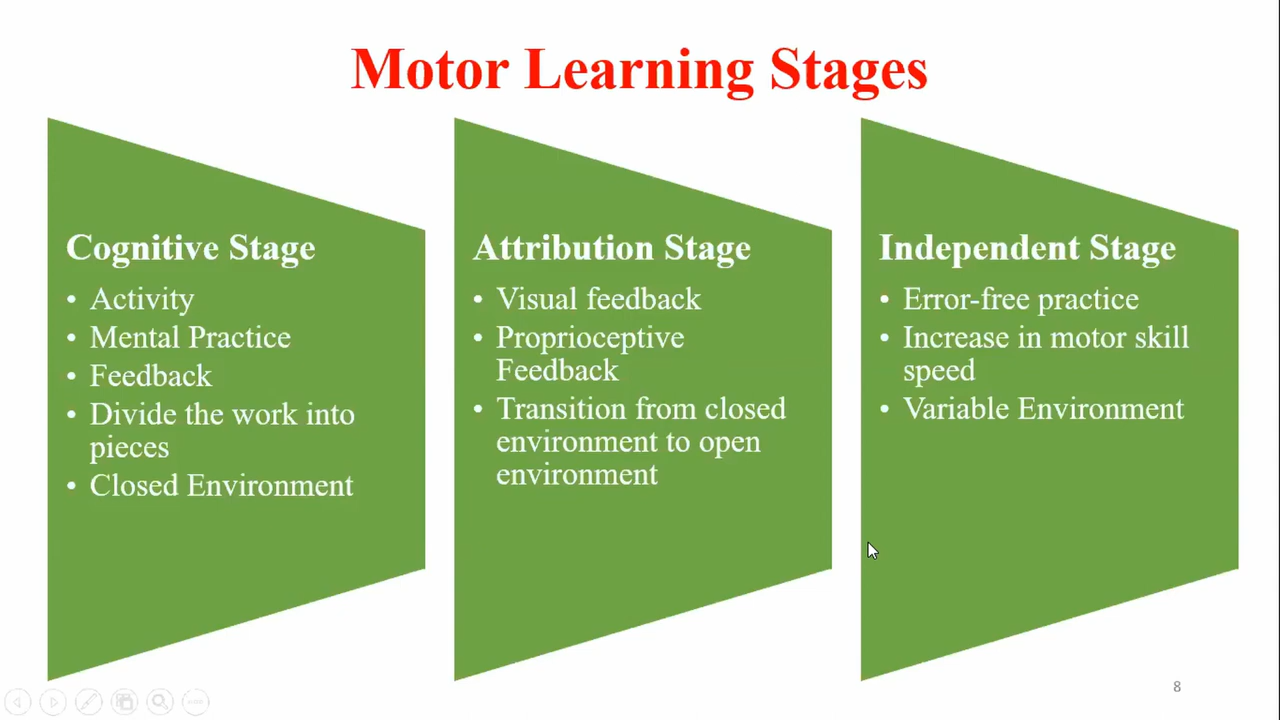 Motor Learning Stages
Cognitive Stage
• Activity
• Mental Practice
• Feedback
• Divide the work into
pieces
• Closed Environment
Attribution Stage
• Visual feedback
• Proprioceptive
Feedback
• Transition from closed
environment to open
environment
Independent Stage
• Error-free practice
• Increase in motor skill
speed
• Variable Environment
8